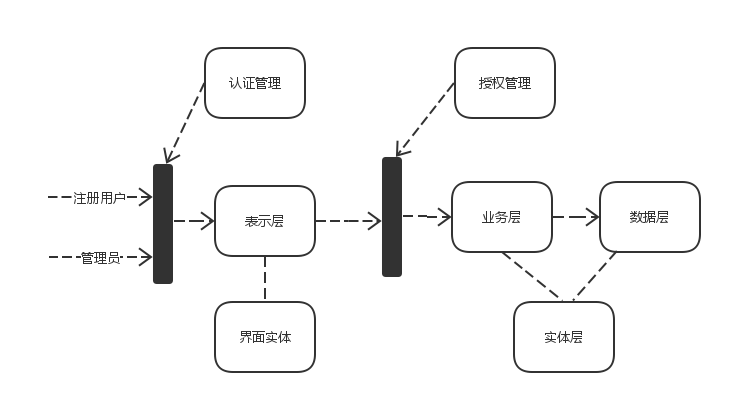 认证管理
授权管理
注册用户
表示层
业务层
数据层
管理员
界面实体
实体层